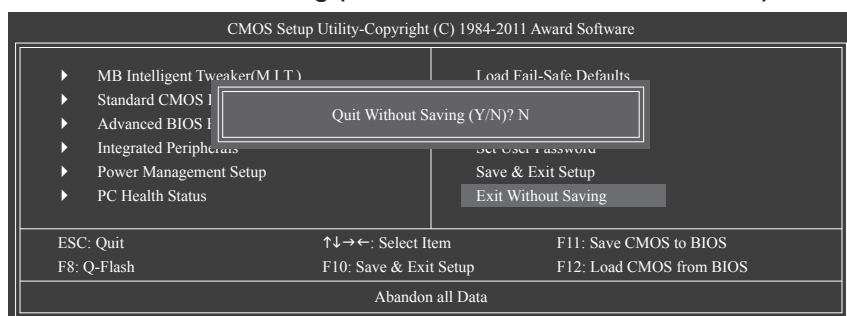 CMOS Setup Utility-Copyright (C) 1984-2011 Award Software
MB Intelligent Tweaker(M.I.T.)
Standard CMOS
Advanced BIOS
Integrated Peripherals
Power Management Setup
PC Health Status
Load Fail-Safe Defaults
Set User Password
Save & Exit Setup
Exit Without Saving
Quit Without Saving (Y/N)? N
ESC: Quit ↑↓→←: Select Item F11: Save CMOS to BIOS
F8: Q-Flash F10: Save & Exit Setup F12: Load CMOS from BIOS
Abandon all Data